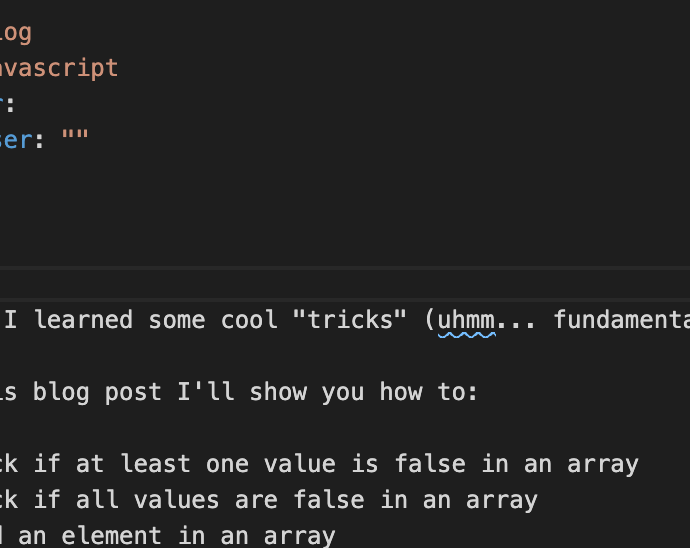 log
avascript
r:
ser: ""
I learned some cool "tricks" (uhmm... fundamenta
is blog post I'll show you how to:
ck if at least one value is false in an array
ck if all values are false in an array
d an element in an array